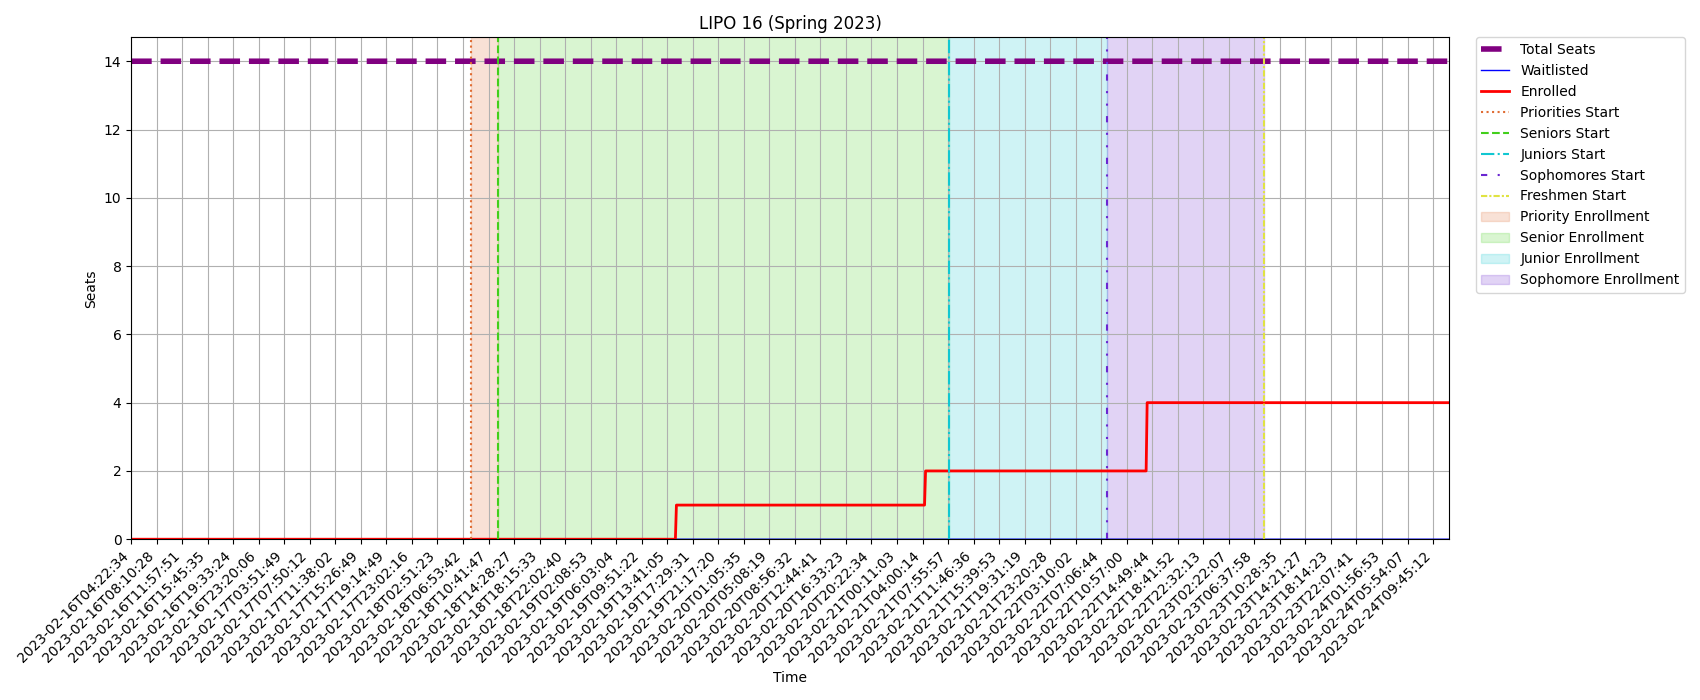 LIPO 16 (Spring 2023)
14
12
10
8
6
4
2
0
Seats
2023-02-16T04:22:34
2023-02-16T08:10:28
2023-02-16T11:57:51
2023-02-16T15:45:35
2023-02-16T19:33:24
2023-02-16T23:20:06
2023-02-17T03:51:49
2023-02-17T07:50:12
2023-02-17T11:38:02
2023-02-17T15:26:49
2023-02-17T19:14:49
2023-02-17T23:02:16
2023-02-18T02:51:23
2023-02-18T06:53:42
2023-02-18T10:41:47
2023-02-18T14:28:27
2023-02-18T18:15:33
2023-02-18T22:02:40
2023-02-19T02:08:53
2023-02-19T06:03:04
2023-02-19T09:51:22
2023-02-19T13:41:05
2023-02-19T17:29:31
2023-02-19T21:17:20
2023-02-20T01:05:35
2023-02-20T05:08:19
2023-02-20T08:56:32
2023-02-20T12:44:41
2023-02-20T16:33:23
2023-02-20T20:22:34
2023-02-21T00:11:03
2023-02-21T04:00:14
2023-02-21T07:55:57
2023-02-21T11:46:36
2023-02-21T15:39:53
2023-02-21T19:31:19
2023-02-21T23:20:28
2023-02-22T03:10:02
2023-02-22T07:06:44
2023-02-22T10:57:00
2023-02-22T14:49:44
2023-02-22T18:41:52
2023-02-22T22:32:13
2023-02-23T02:22:07
2023-02-23T06:37:58
2023-02-23T10:28:35
2023-02-23T14:21:27
2023-02-23T18:14:23
2023-02-23T22:07:41
2023-02-24T01:56:53
2023-02-24T05:54:07
2023-02-24T09:45:12
Time
Total Seats
Waitlisted
Enrolled
Priorities Start
Seniors Start
Juniors Start
Sophomores Start
Freshmen Start
Priority Enrollment
Senior Enrollment
Junior Enrollment
Sophomore Enrollment